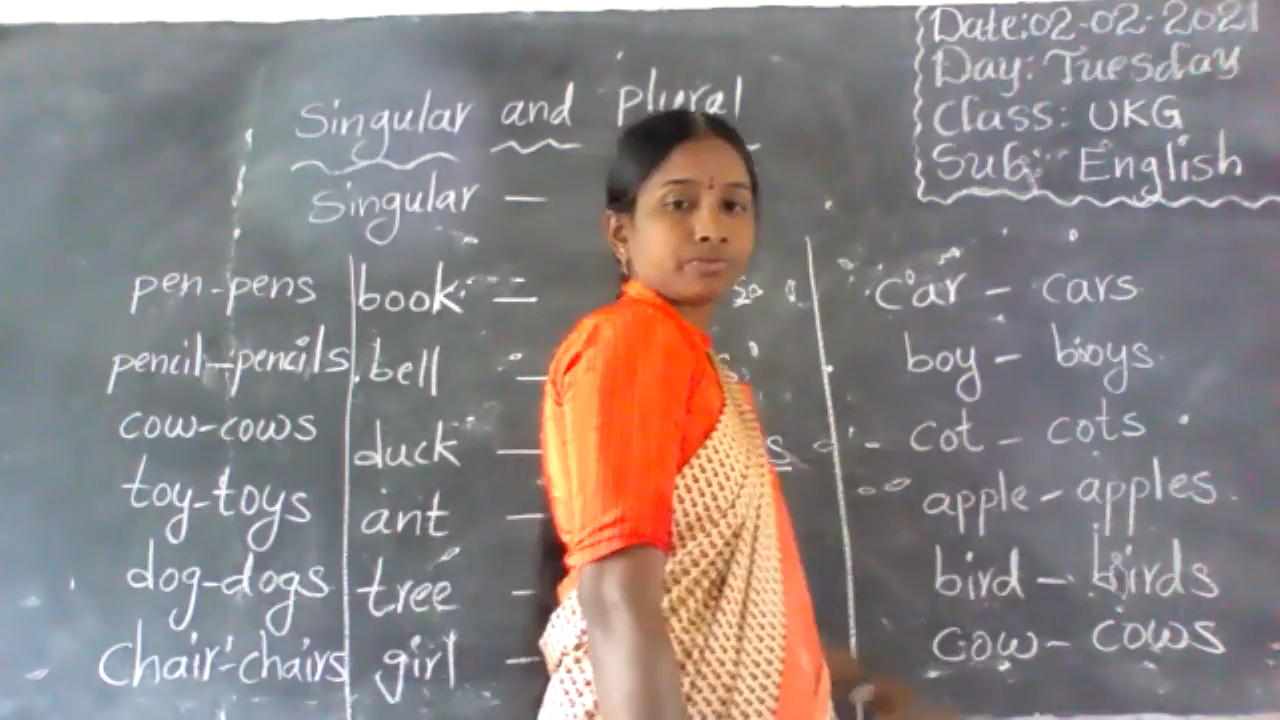 Date:02-02-2021
Day: Tuesday
Class: UKG
Sub: English
Singular and plural
Singular —
pen-pens
pencil-pencils
cow-cows
toy-toys
dog-dogs
chair-chairs
book —
bell —
duck — s
ant —
tree -
girl —
car - cars
boy - boys
cot - cots
apple - apples
bird - birds
cow - cows